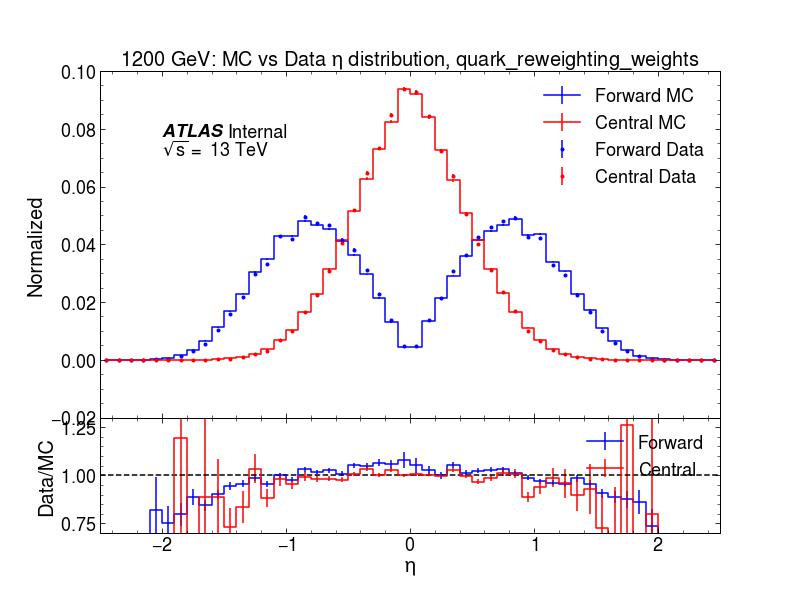 1200 GeV: MC vs Data η distribution, quark_reweighting_weights
0.10
0.08
0.06
0.04
0.02
0.00
−0.02
Normalized
ATLAS Internal
√s = 13 TeV
Forward MC
Central MC
Forward Data
Central Data
1.25
1.00
0.75
Data/MC
Forward
Central
−2 −1 0 1 2
η